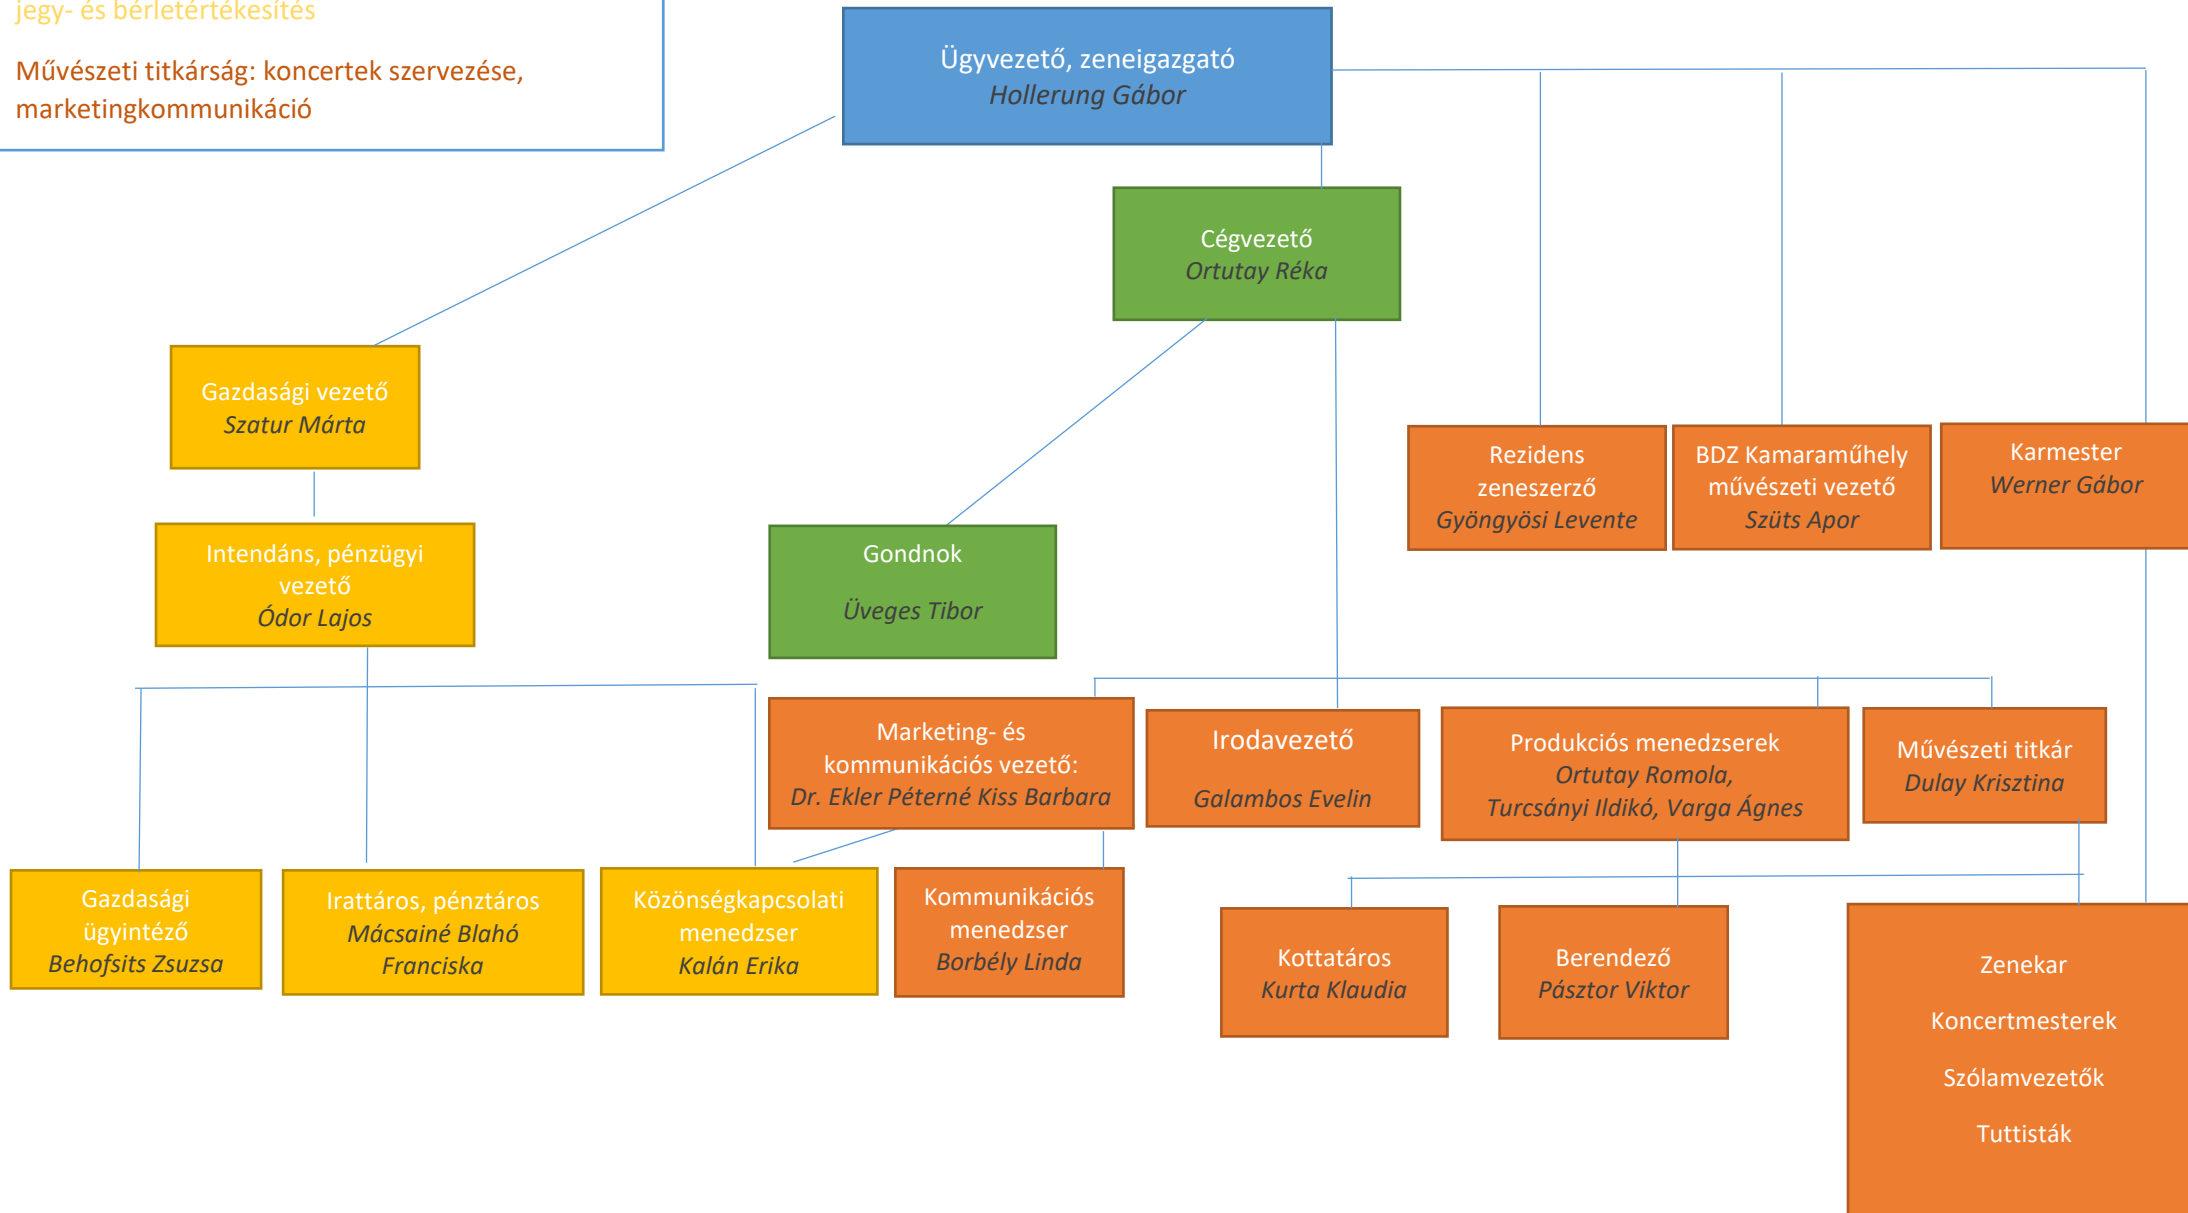 jegy- és bérletértékesítés
Művészeti titkárság: koncertek szervezése,
marketingkommunikáció
Ügyvezető, zeneigazgató
Hollerung Gábor
Cégvezető
Ortutay Réka
Gazdasági vezető
Szatur Márta
Rezidens
zeneszerző
Gyöngyösi Levente
BDZ Kamaraműhely
művészeti vezető
Szüts Apor
Karmester
Werner Gábor
Intendáns, pénzügyi
vezető
Ódor Lajos
Gondnok
Üveges Tibor
Marketing- és
kommunikációs vezető:
Dr. Ekler Péterné Kiss Barbara
Irodavezető
Galambos Evelin
Produkciós menedzserek
Ortutay Romola,
Turcsányi Ildikó, Varga Ágnes
Művészeti titkár
Dulay Krisztina
Gazdasági
ügyintéző
Behofsits Zsuzsa
Irattáros, pénztáros
Mácsainé Blahó
Franciska
Közönségkapcsolati
menedzser
Kalán Erika
Kommunikációs
menedzser
Borbély Linda
Kottatáros
Kurta Klaudia
Berendező
Pásztor Viktor
Zenekar
Koncertmesterek
Szólamvezetők
Tuttisták